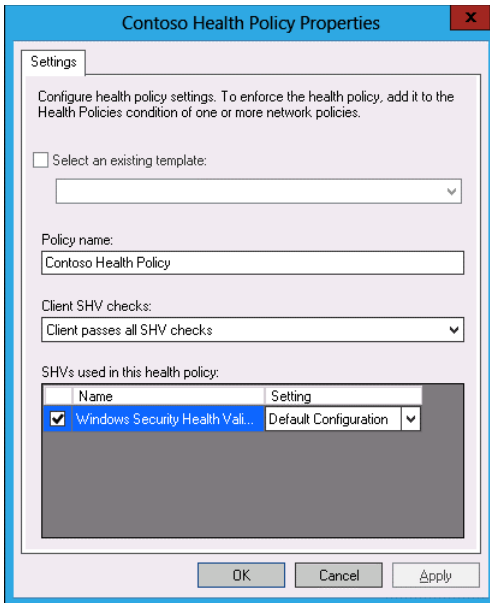 Contoso Health Policy Properties
x
Settings
Configure health policy settings. To enforce the health policy, add it to the
Health Policies condition of one or more network policies.
Select an existing template:
Policy name:
Contoso Health Policy
Client SHV checks:
Client passes all SHV checks
SHVs used in this health policy:
Name Setting
Windows Security Health Vali... Default Configuration
OK Cancel Apply